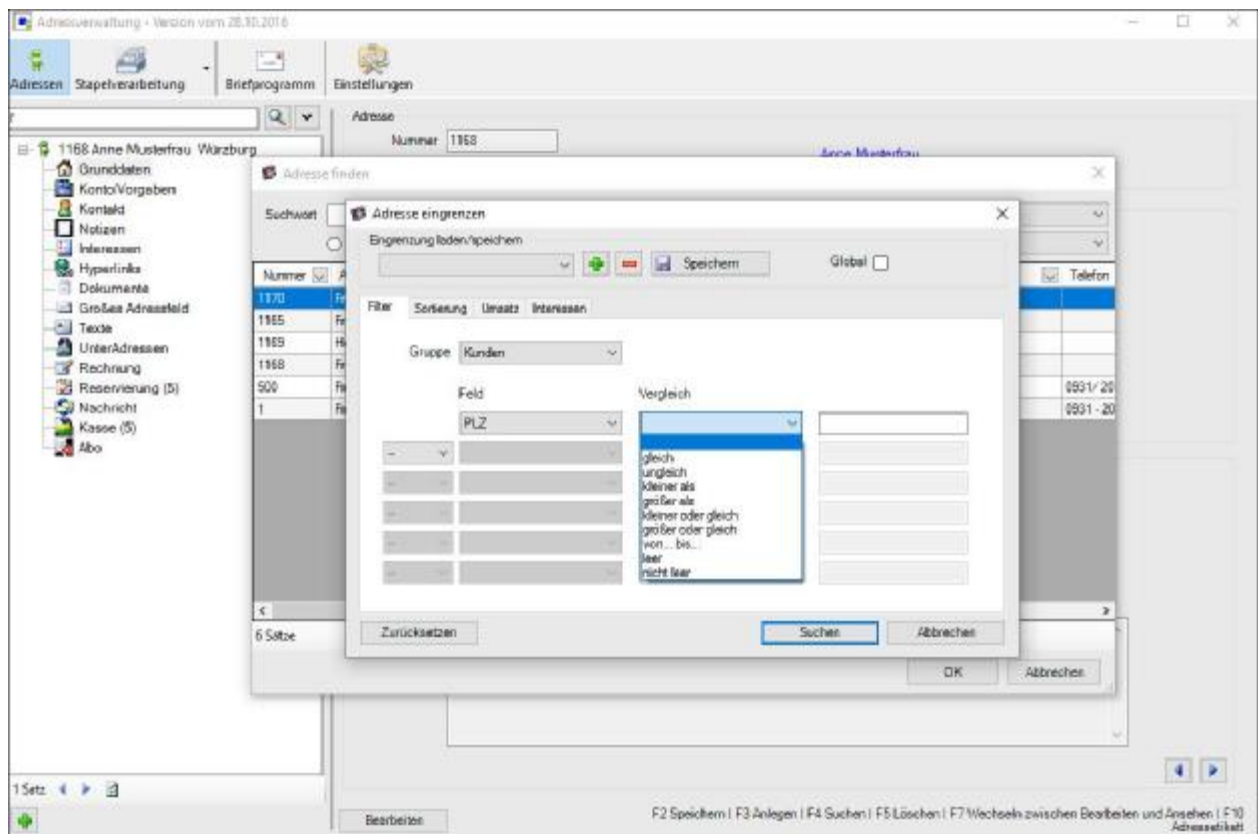 Adressverwaltung - Version vom 28.10.2016
Adressen Stapelverarbeitung Briefprogramm Einstellungen
Adresse
Nummer 1168
Anne Musterfrau
1168 Anne Musterfrau Würzburg
Grunddaten
Konto/Vorgaben
Kontakt
Notizen
Interessen
Hyperlinks
Dokumente
Großes Adressfeld
Texte
UnterAdressen
Rechnung
Reservierung (5)
Nachricht
Kasse (5)
Abo
Adresse finden
Suchwort
Nummer Telefon
1170
1165
1169
1168
500 0931/ 20
1 0931 - 20
6 Sätze
OK Abbrechen
Adresse eingrenzen
Eingrenzung laden/speichern
Speichern Global
Filter Sortierung Umsatz Interessen
Gruppe Kunden
Feld Vergleich
PLZ
gleich
ungleich
kleiner als
größer als
kleiner oder gleich
größer oder gleich
von... bis...
leer
nicht leer
Zurücksetzen Suchen Abbrechen
1 Satz
Bearbeiten
F2 Speichern | F3 Anlegen | F4 Suchen | F5 Löschen | F7 Wechseln zwischen Bearbeiten und Ansehen | F10
Adressetikett